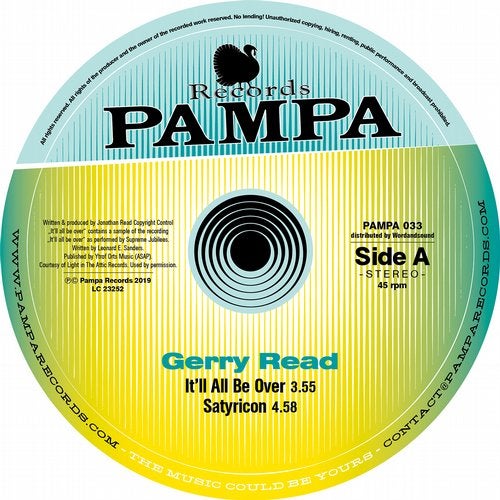 All rights reserved. All rights of the producer and the owner of the recorded work reserved. No lending! Unauthorized copying, hiring, renting, public performance and broadcast prohibited.
Records
PAMPA
Written & produced by Jonathan Read Copyright Control
„It'll all be over" contains a sample of the recording
„It'll all be over" as performed by Supreme Jubilees.
Written by Leonard E. Sanders.
Published by Ytrof Orts Music (ASAP).
Courtesy of Light in The Attic Records. Used by permission.
Ⓟ© Pampa Records 2019
LC 23252
PAMPA 033
distributed by Wordandsound
Side A
-STEREO-
45 rpm
Gerry Read
It'll All Be Over 3.55
Satyricon 4.58
WWW.PAMPARECORDS.COM - THE MUSIC COULD BE YOURS - CONTACT@PAMPARECORDS.COM